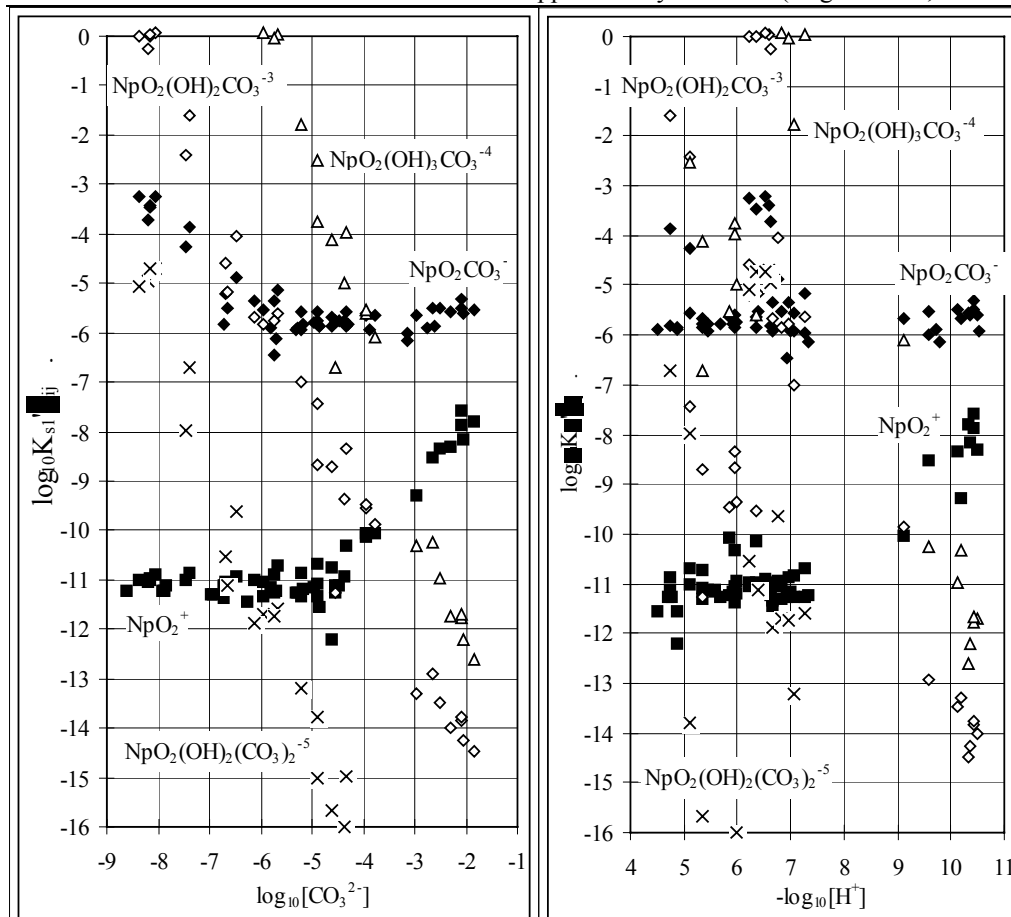 0
-1
-2
-3
-4
-5
-6
-7
-8
-9
-10
-11
-12
-13
-14
-15
-16
-9 -8 -7 -6 -5 -4 -3 -2 -1
log₁₀[CO₃²⁻]
NpO₂(OH)₂CO₃⁻³
NpO₂(OH)₃CO₃⁻⁴
NpO₂CO₃⁻
NpO₂⁺
NpO₂(OH)₂(CO₃)₂⁻⁵
0
-1
-2
-3
-4
-5
-6
-7
-8
-9
-10
-11
-12
-13
-14
-15
-16
4 5 6 7 8 9 10 11
-log₁₀[H⁺]
NpO₂(OH)₂CO₃⁻³
NpO₂(OH)₃CO₃⁻⁴
NpO₂CO₃⁻
NpO₂⁺
NpO₂(OH)₂(CO₃)₂⁻⁵